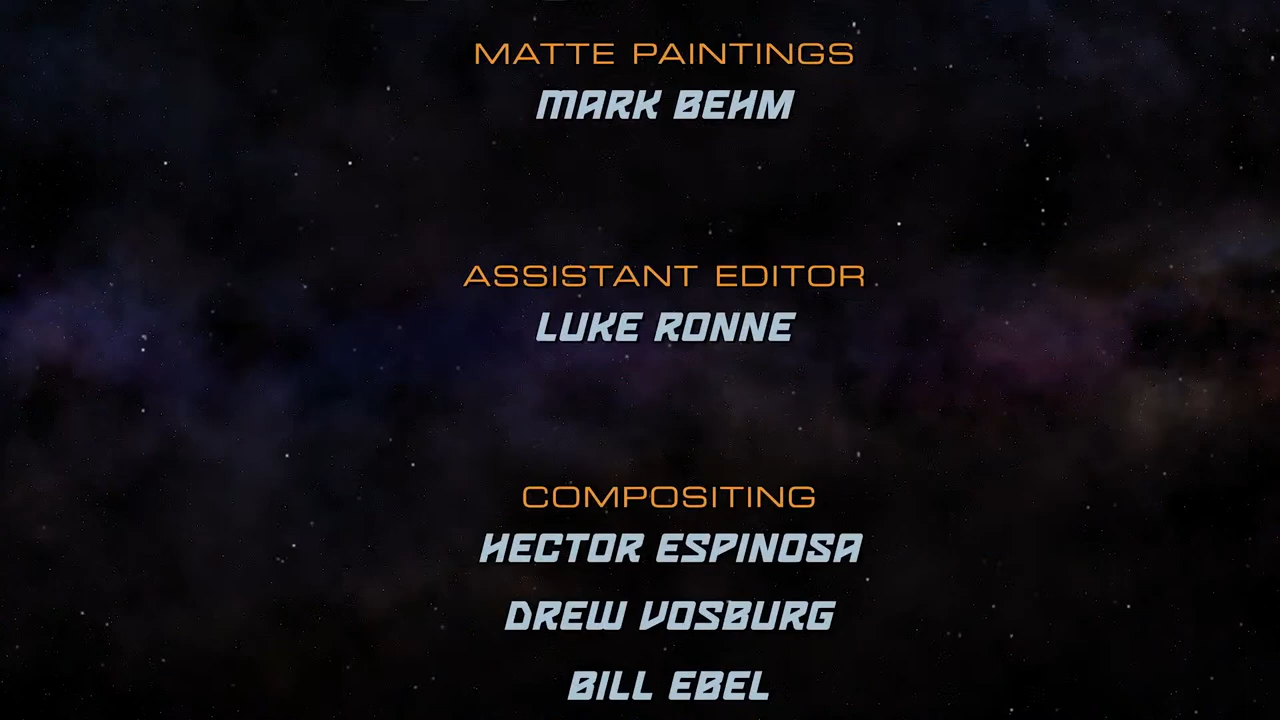 MATTE PAINTINGS
MARK BEHM
ASSISTANT EDITOR
LUKE RONNE
COMPOSITING
HECTOR ESPINOSA
DREW VOSBURG
BILL EBEL